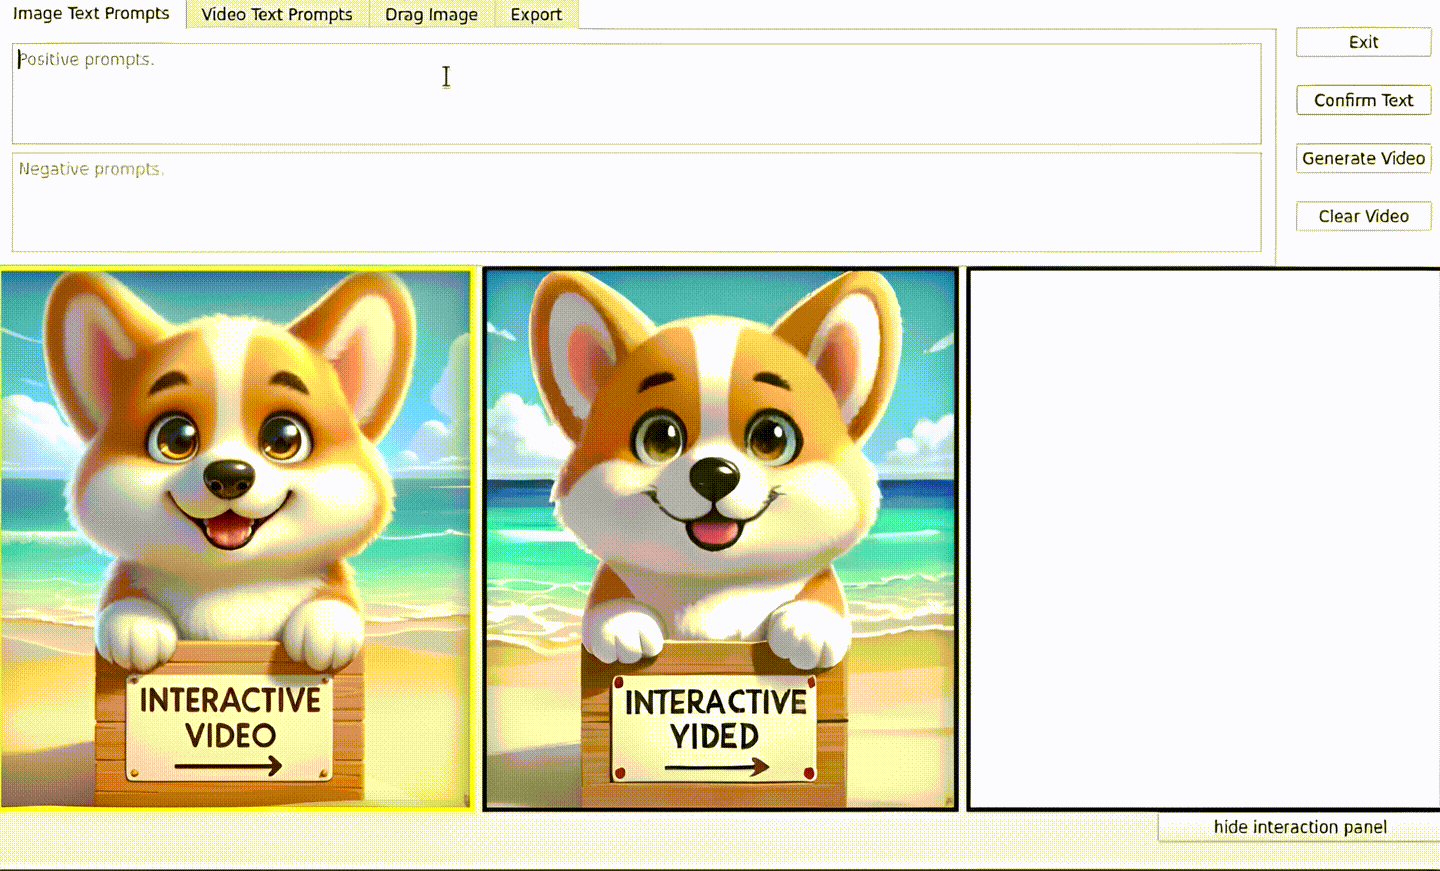 Image Text Prompts
Video Text Prompts
Drag Image
Export
Positive prompts.
Negative prompts.
Exit
Confirm Text
Generate Video
Clear Video
INTERACTIVE
VIDEO
INTERACTIVE
YIDED
hide interaction panel